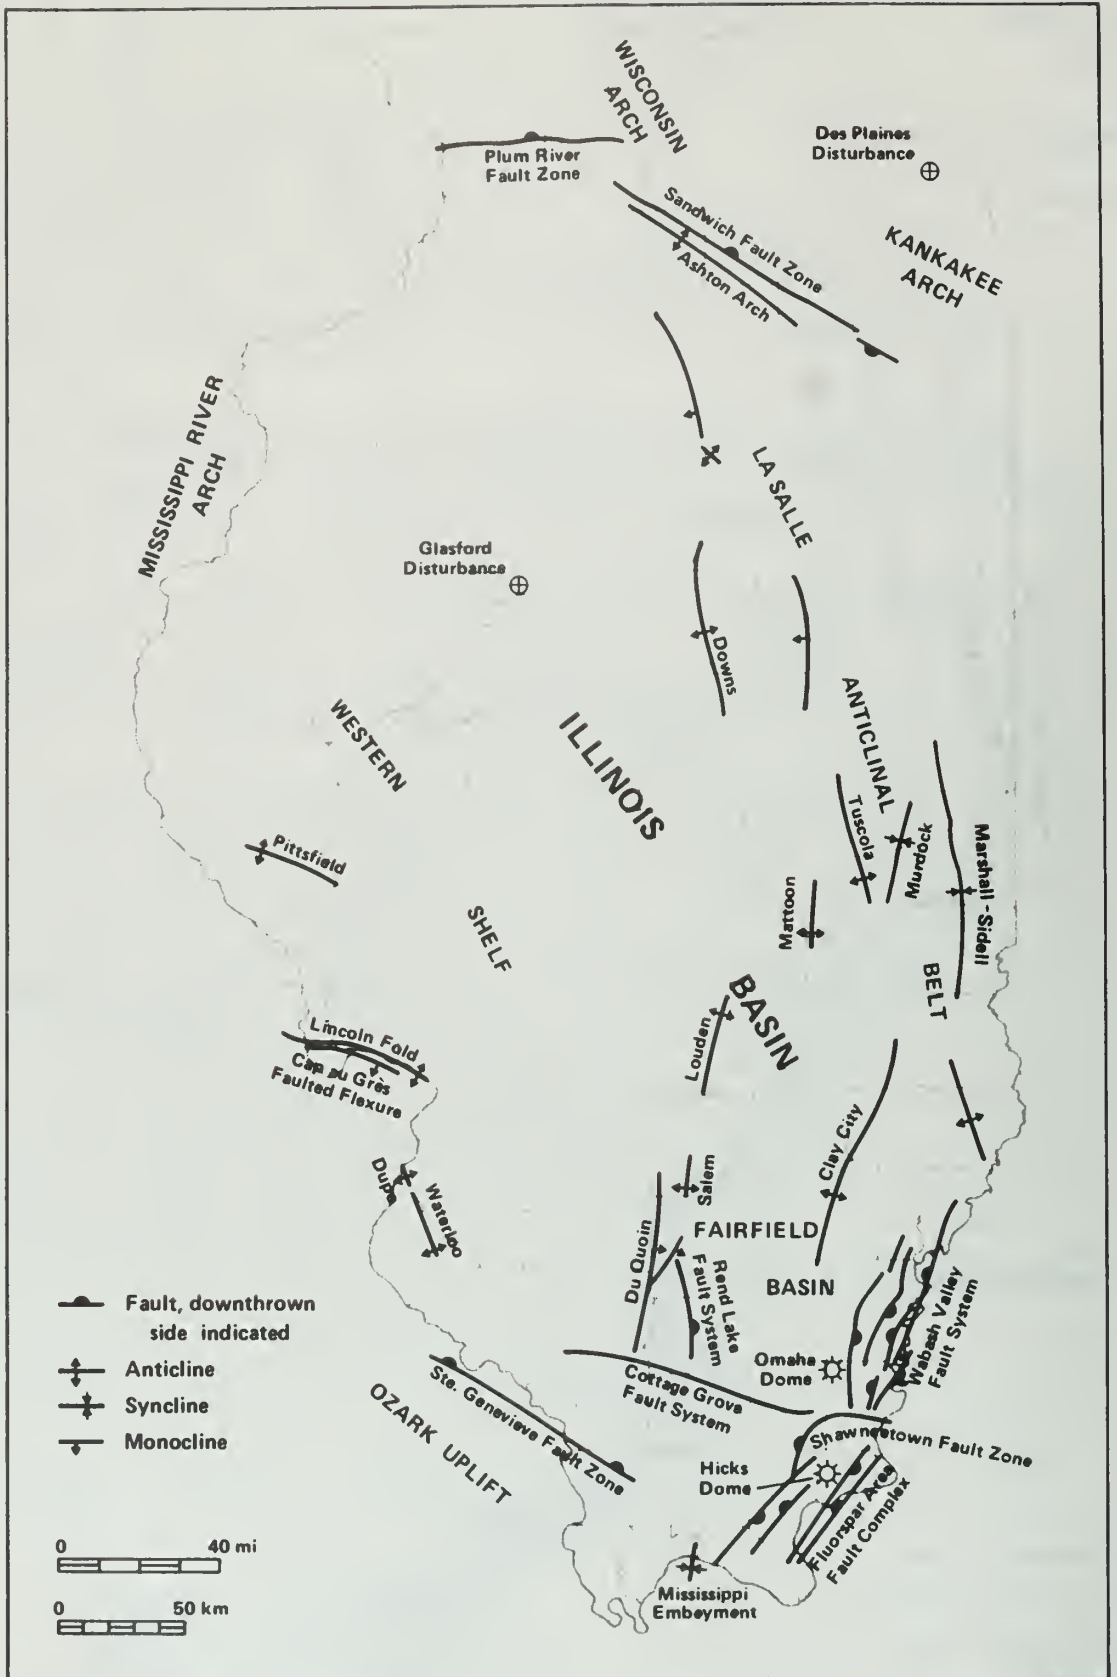 WISCONSIN
ARCH
Des Plaines
Disturbance
Plum River
Fault Zone
Sandwich Fault Zone
Ashton Arch
KANKAKEE
ARCH
MISSISSIPPI RIVER
ARCH
LA SALLE
Glasford
Disturbance
Downs
ANTICLINAL
WESTERN
ILLINOIS
Tuscola
Murdock
Marshall - Sidell
Pittsfield
Mattoon
SHELF
BELT
BASIN
Louden
Lincoln Fold
Cap au Grès
Faulted Flexure
Clay City
Dupo
Waterloo
Salem
FAIRFIELD
BASIN
Du Quoin
Rend Lake
Fault System
Wabash Valley
Fault System
Omaha
Dome
Cottage Grove
Fault System
Ste. Genevieve Fault Zone
OZARK UPLIFT
Shawneetown Fault Zone
Hicks
Dome
Fluorspar Area
Fault Complex
Mississippi
Embayment
Fault, downthrown
side indicated
Anticline
Syncline
Monocline
0 40 mi
0 50 km